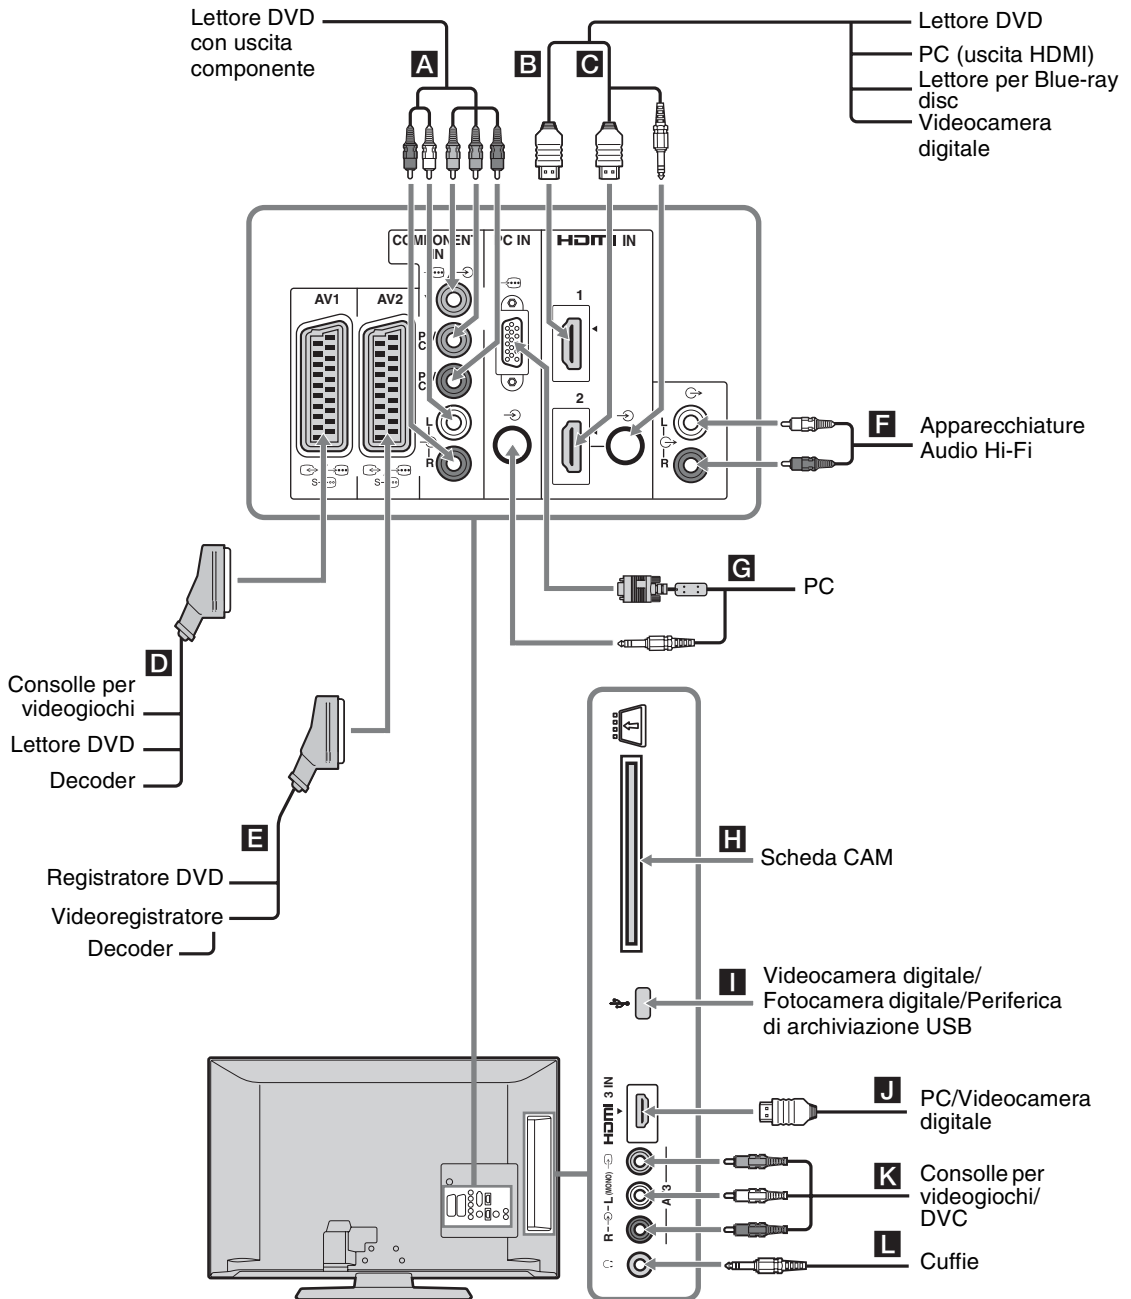 Lettore DVD
con uscita
componente
A
B
C
Lettore DVD
PC (uscita HDMI)
Lettore per Blue-ray
disc
Videocamera
digitale
COMPONENT
IN
PC IN
HDMI IN
AV1
AV2
Y
1
2
L
R
L
R
S-
S-
F
Apparecchiature
Audio Hi-Fi
G
PC
D
Consolle per
videogiochi
Lettore DVD
Decoder
E
Registratore DVD
Videoregistratore
Decoder
H
Scheda CAM
I
Videocamera digitale/
Fotocamera digitale/Periferica
di archiviazione USB
HDMI 3 IN
J
PC/Videocamera
digitale
L (MONO)
R
K
Consolle per
videogiochi/
DVC
L
Cuffie